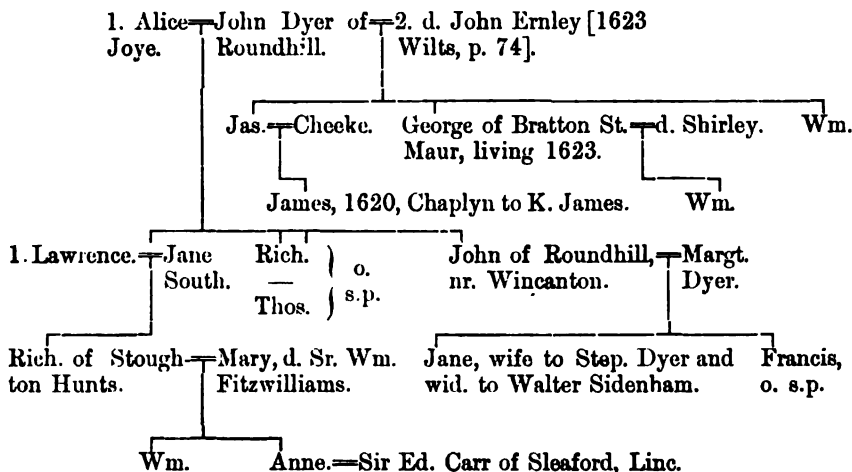 1. Alice John Dyer of 2. d. John Ernley [1623
Joye. Roundhill. Wilts, p. 74].
Jas. Cheeke. George of Bratton St. d. Shirley. Wm.
Maur, living 1623.
James, 1620, Chaplyn to K. James. Wm.
1. Lawrence. Jane Rich. John of Roundhill, Margt.
South. — } o. nr. Wincanton. Dyer.
Thos. } s.p.
Rich. of Stough- Mary, d. Sr. Wm. Jane, wife to Step. Dyer and Francis,
ton Hunts. Fitzwilliams. wid. to Walter Sidenham. o. s.p.
Wm. Anne. Sir Ed. Carr of Sleaford, Linc.